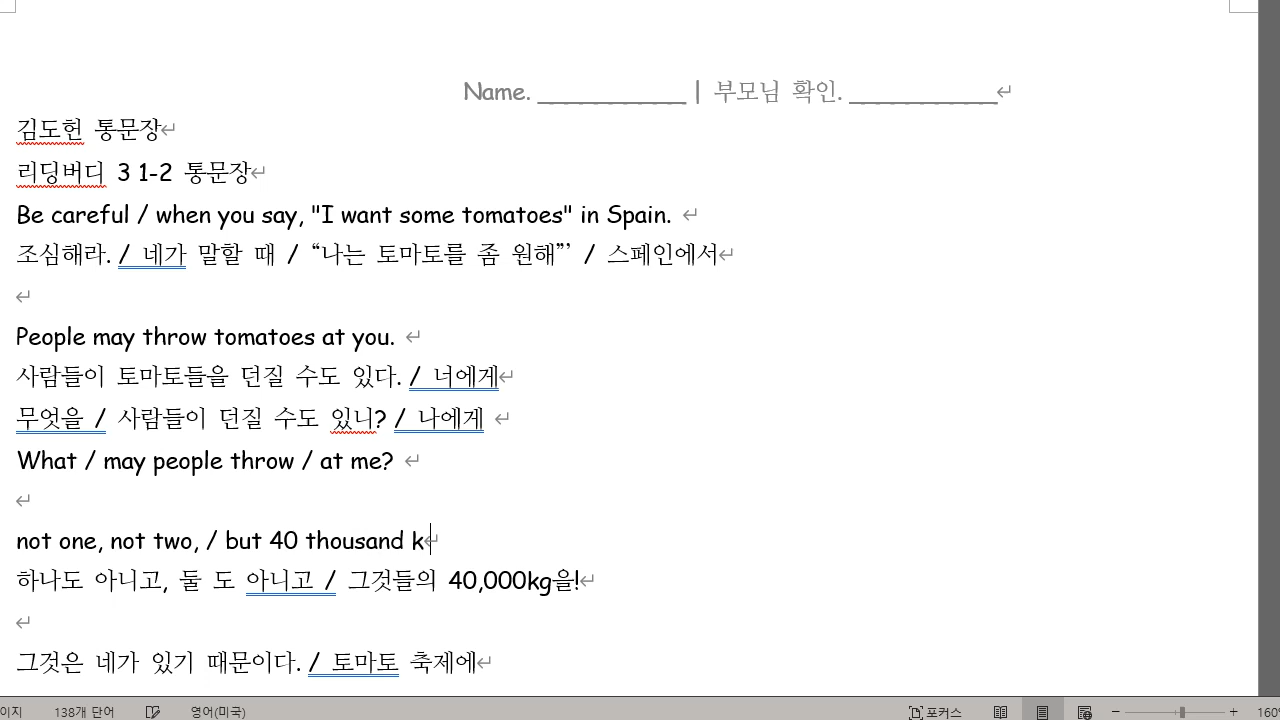 Name. ___________ | 부모님 확인. ___________↵
김도헌 통문장↵
리딩버디 3 1-2 통문장↵
Be careful / when you say, "I want some tomatoes" in Spain. ↵
조심해라. / 네가 말할 때 / “나는 토마토를 좀 원해”’ / 스페인에서↵
↵
People may throw tomatoes at you. ↵
사람들이 토마토들을 던질 수도 있다. / 너에게↵
무엇을 / 사람들이 던질 수도 있니? / 나에게 ↵
What / may people throw / at me? ↵
↵
not one, not two, / but 40 thousand k↵
하나도 아니고, 둘 도 아니고 / 그것들의 40,000kg을!↵
↵
그것은 네가 있기 때문이다. / 토마토 축제에↵
이지 138개 단어 영어(미국) 포커스 − + 160%